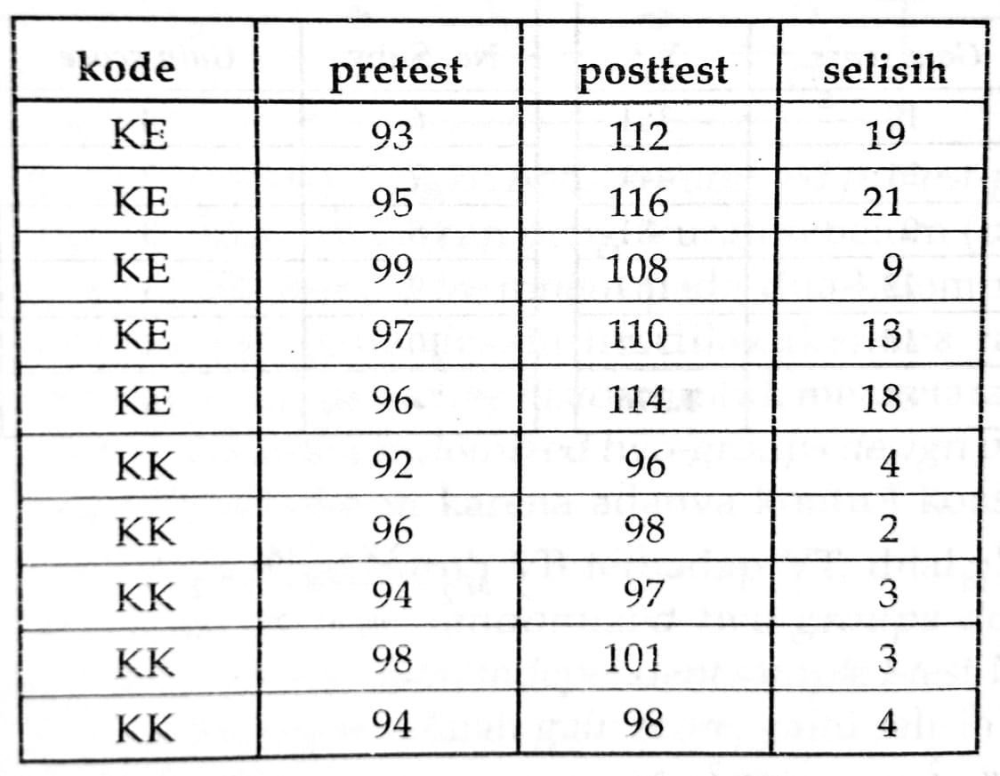 kode pretest posttest selisih
KE 93 112 19
KE 95 116 21
KE 99 108 9
KE 97 110 13
KE 96 114 18
KK 92 96 4
KK 96 98 2
KK 94 97 3
KK 98 101 3
KK 94 98 4